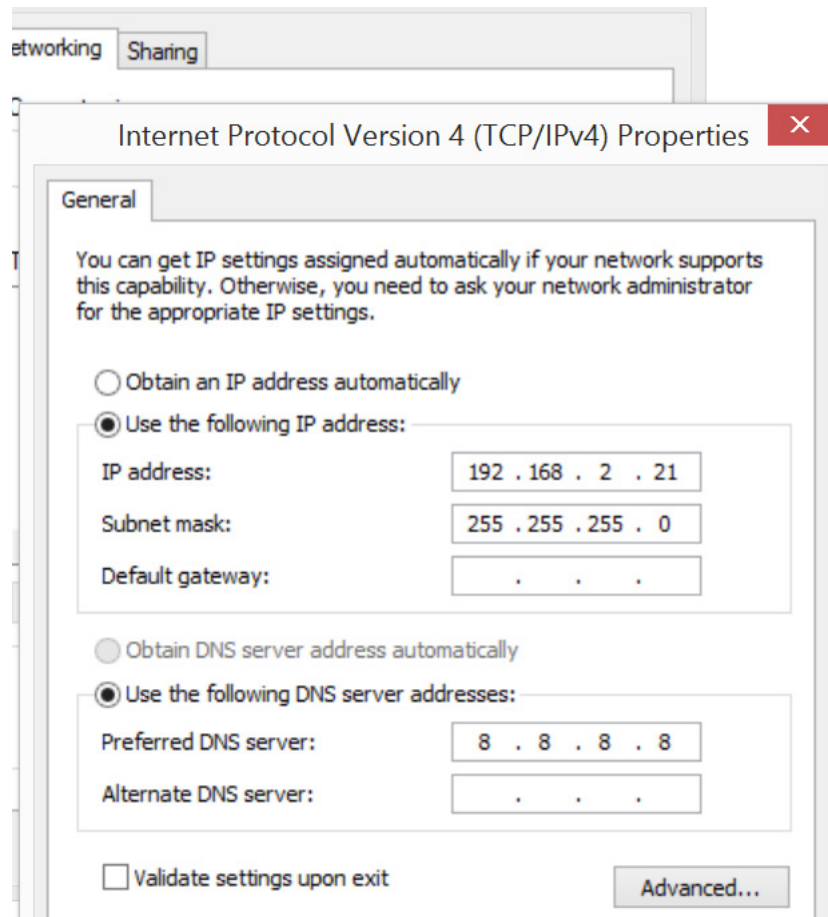 Sharing
Internet Protocol Version 4 (TCP/IPv4) Properties
General
You can get IP settings assigned automatically if your network supports
this capability. Otherwise, you need to ask your network administrator
for the appropriate IP settings.
Obtain an IP address automatically
Use the following IP address:
IP address: 192 . 168 . 2 . 21
Subnet mask: 255 . 255 . 255 . 0
Default gateway: . . .
Obtain DNS server address automatically
Use the following DNS server addresses:
Preferred DNS server: 8 . 8 . 8 . 8
Alternate DNS server: . . .
Validate settings upon exit
Advanced...